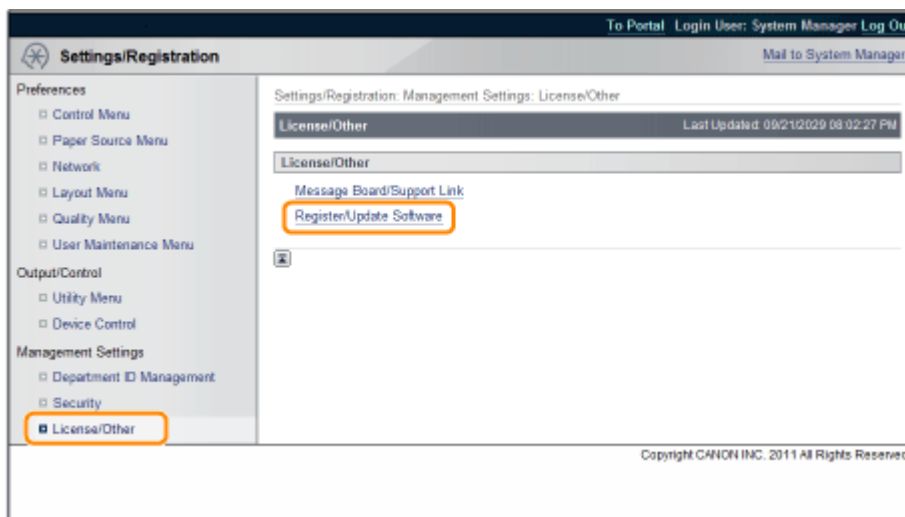 To Portal Login User: System Manager Log Ou
Settings/Registration
Mail to System Manager
Preferences
Control Menu
Paper Source Menu
Network
Layout Menu
Quality Menu
User Maintenance Menu
Output/Control
Utility Menu
Device Control
Management Settings
Department ID Management
Security
License/Other
Settings/Registration: Management Settings: License/Other
License/Other Last Updated: 09/21/2029 08:02:27 PM
License/Other
Message Board/Support Link
Register/Update Software
Copyright CANON INC. 2011 All Rights Reserved